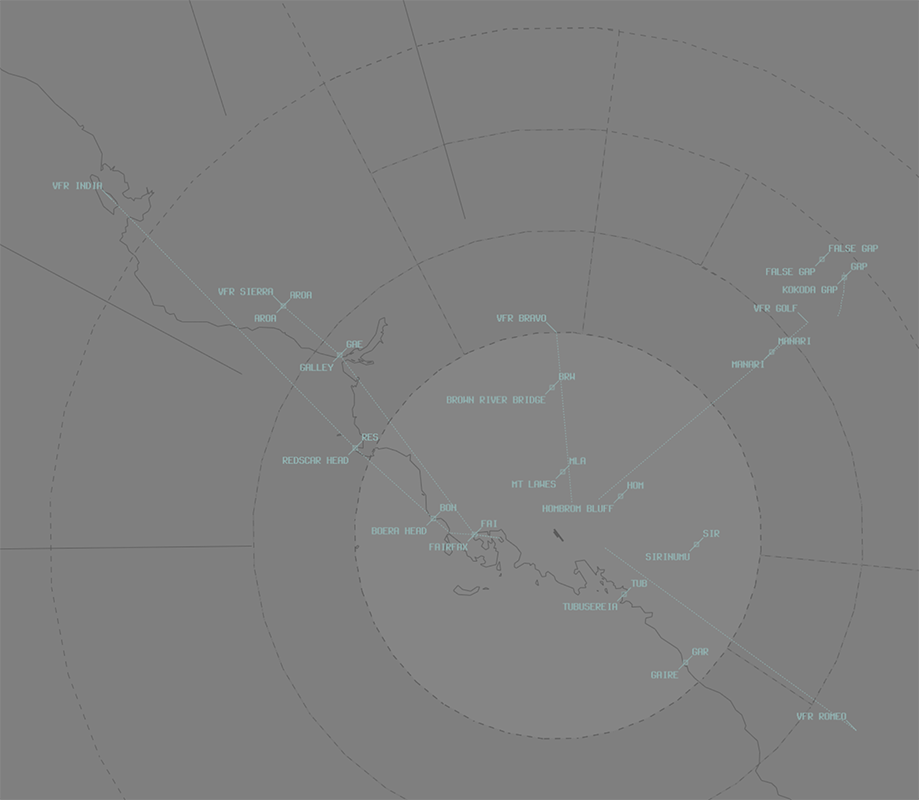 VFR INDIA
FALSE GAP
FALSE GAP
GAP
KOKODA GAP
VFR SIERRA
AROA
AROA
VFR GOLF
VFR BRAVO
MANARI
MANARI
GAE
GALLEY
BRW
BROWN RIVER BRIDGE
RES
REDSCAR HEAD
MLA
MT LAWES
HOM
HOMBROM BLUFF
BOH
BOERA HEAD
FAI
FAIRFAX
SIR
SIRINUMU
TUB
TUBUSEREIA
GAR
GAIRE
VFR ROMEO